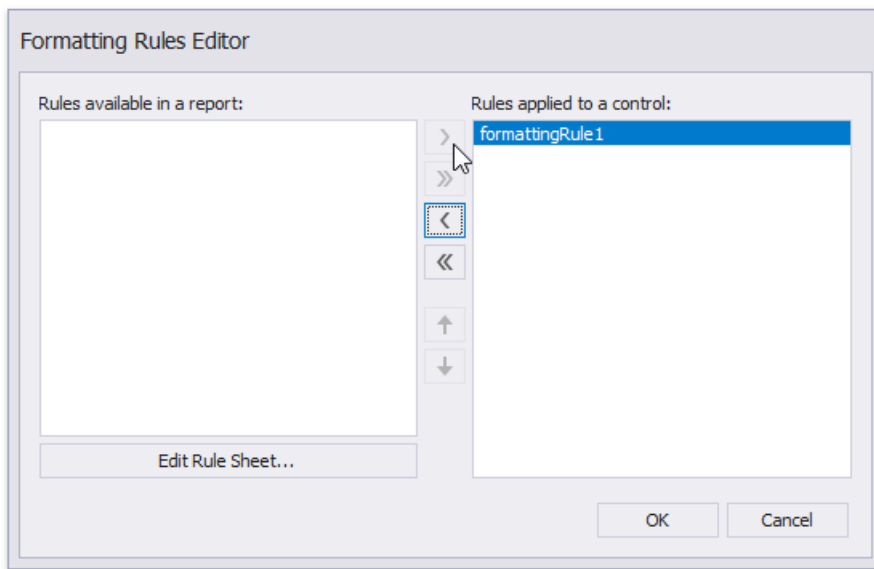 Formatting Rules Editor
Rules available in a report:
Rules applied to a control:
formattingRule1
Edit Rule Sheet...
OK
Cancel